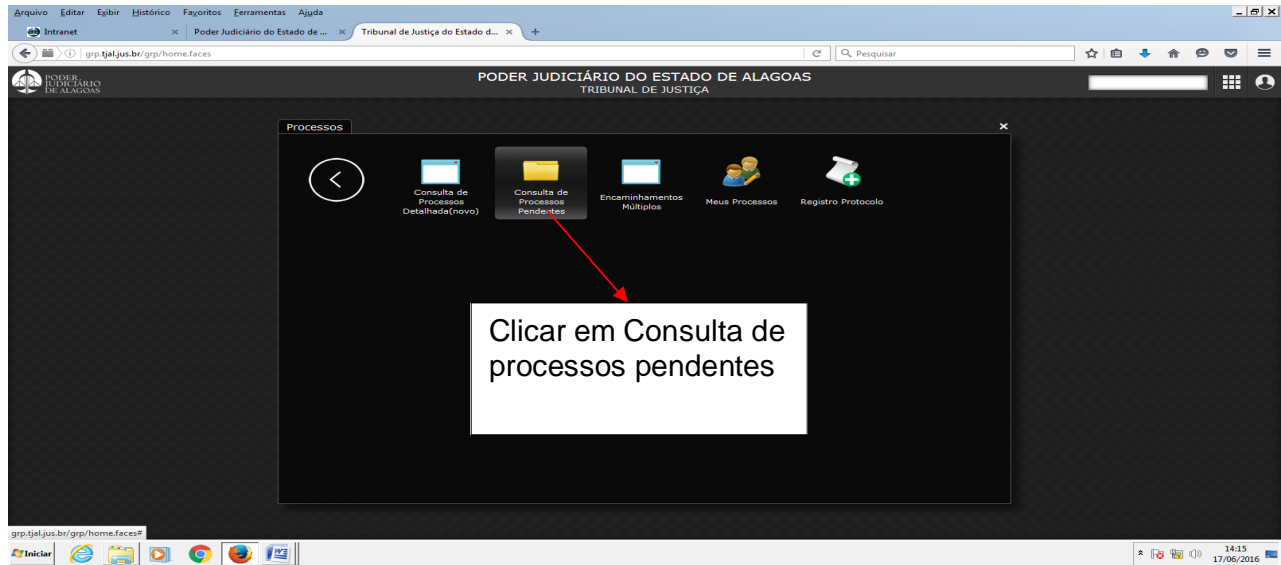 Arquivo Editar Exibir Histórico Favoritos Ferramentas Ajuda
Intranet
Poder Judiciário do Estado de ...
Tribunal de Justiça do Estado d...
grp.tjal.jus.br/grp/home.faces
Pesquisar
PODER JUDICIÁRIO DE ALAGOAS
PODER JUDICIÁRIO DO ESTADO DE ALAGOAS
TRIBUNAL DE JUSTIÇA
Processos
Consulta de
Processos
Detalhada(novo)
Consulta de
Processos
Pendentes
Encaminhamentos
Múltiplos
Meus Processos
Registro Protocolo
Clicar em Consulta de
processos pendentes
grp.tjal.jus.br/grp/home.faces#
Iniciar
14:15
17/06/2016